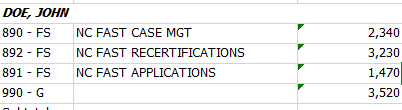 DOE, JOHN
890 - FS NC FAST CASE MGT 2,340
892 - FS NC FAST RECERTIFICATIONS 3,230
891 - FS NC FAST APPLICATIONS 1,470
990 - G 3,520